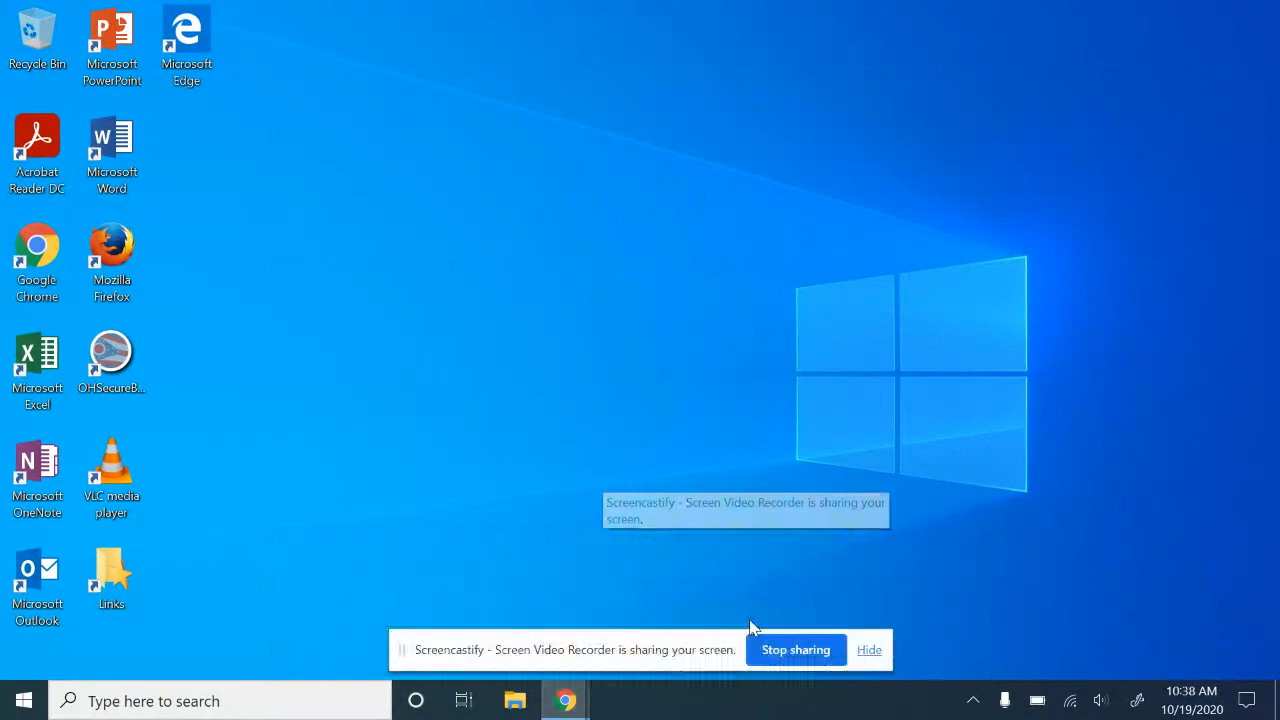 Recycle Bin
Microsoft
PowerPoint
Microsoft
Edge
Acrobat
Reader DC
Microsoft
Word
Google
Chrome
Mozilla
Firefox
Microsoft
Excel
OHSecureB...
Microsoft
OneNote
VLC media
player
Microsoft
Outlook
Links
Screencastify - Screen Video Recorder is sharing your
screen.
Screencastify - Screen Video Recorder is sharing your screen.
Stop sharing
Hide
Type here to search
10:38 AM
10/19/2020